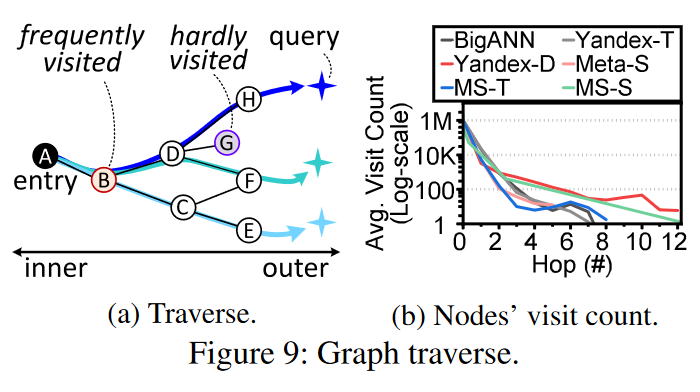 frequently visited
hardly visited
query
A
entry
B
D
H
G
F
C
E
inner
outer
(a) Traverse.
BigANN
Yandex-T
Yandex-D
Meta-S
MS-T
MS-S
Avg. Visit Count
(Log-scale)
1M
10K
100
1
0 2 4 6 8 10 12
Hop (#)
(b) Nodes' visit count.
Figure 9: Graph traverse.